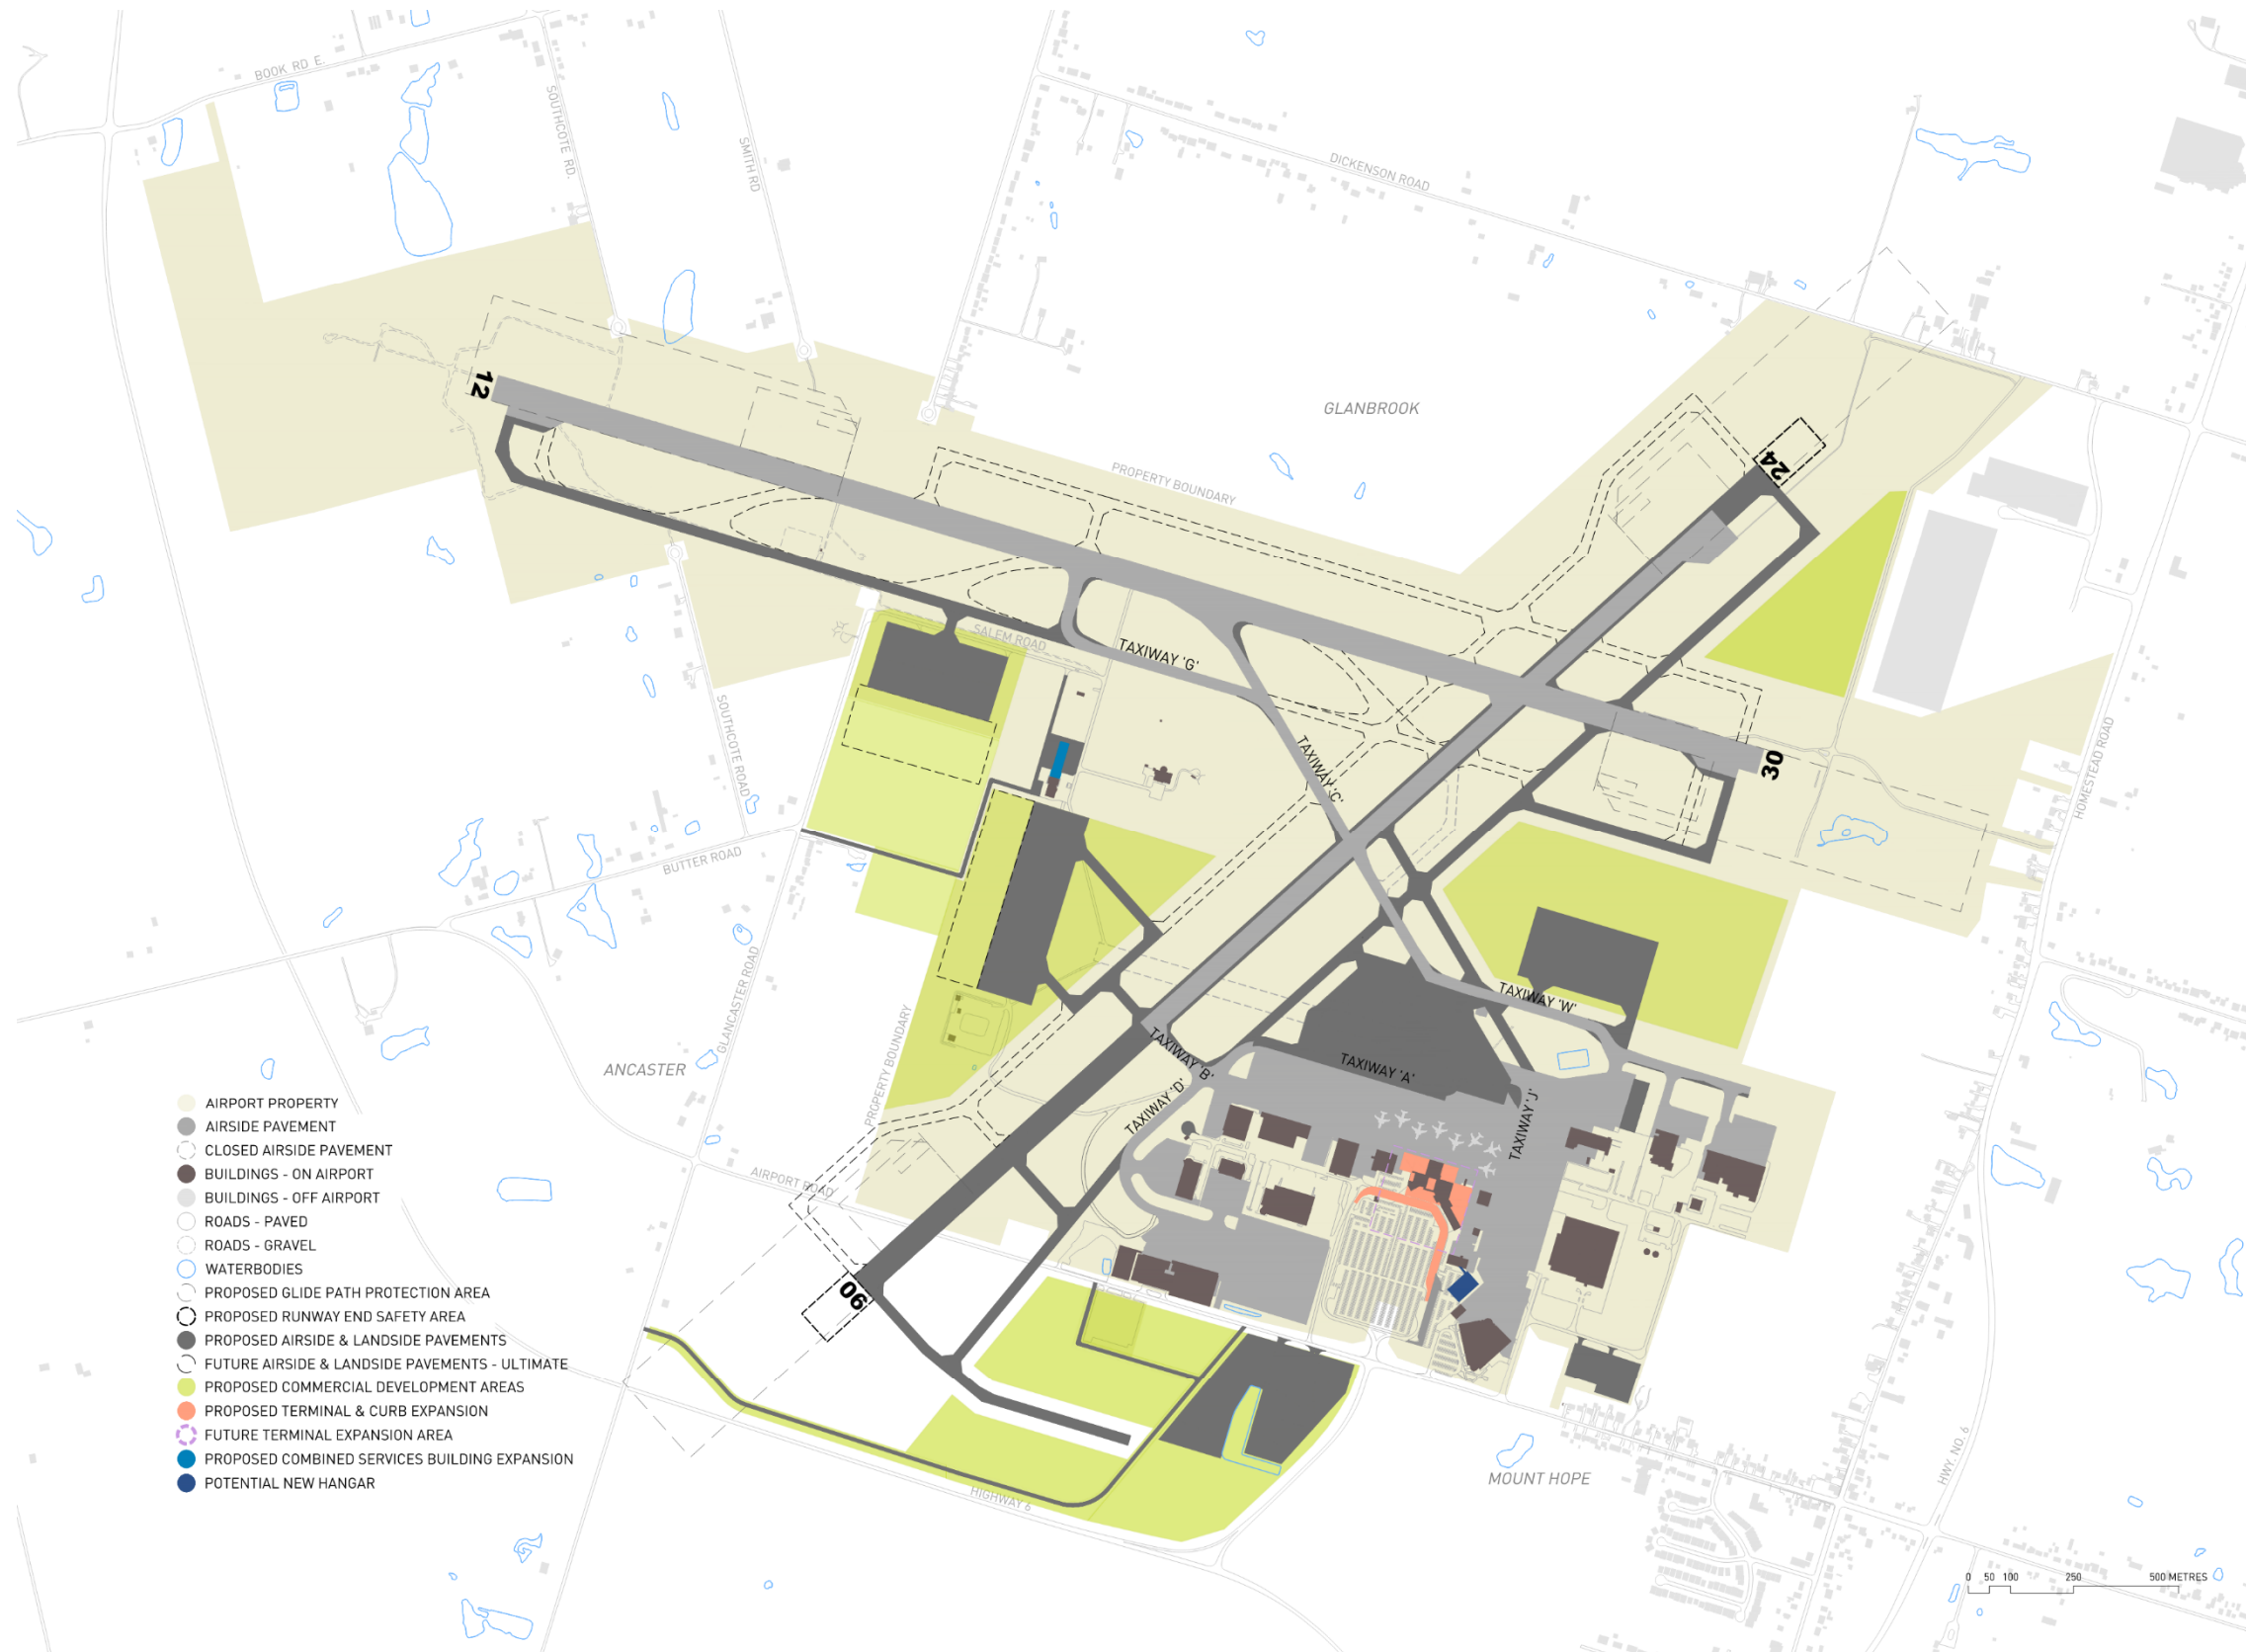 BOOK RD E.
SOUTHCOTE RD.
SMITH RD
DICKENSON ROAD
GLANBROOK
PROPERTY BOUNDARY
12
24
SALEM ROAD
TAXIWAY 'G'
TAXIWAY 'C'
30
HOMESTEAD ROAD
SOUTHCOTE ROAD
BUTTER ROAD
GLANCASTER ROAD
PROPERTY BOUNDARY
ANCASTER
TAXIWAY 'W'
TAXIWAY 'B'
TAXIWAY 'A'
TAXIWAY 'D'
TAXIWAY 'J'
AIRPORT ROAD
06
HIGHWAY 6
MOUNT HOPE
HWY. NO. 6
AIRPORT PROPERTY
AIRSIDE PAVEMENT
CLOSED AIRSIDE PAVEMENT
BUILDINGS - ON AIRPORT
BUILDINGS - OFF AIRPORT
ROADS - PAVED
ROADS - GRAVEL
WATERBODIES
PROPOSED GLIDE PATH PROTECTION AREA
PROPOSED RUNWAY END SAFETY AREA
PROPOSED AIRSIDE & LANDSIDE PAVEMENTS
FUTURE AIRSIDE & LANDSIDE PAVEMENTS - ULTIMATE
PROPOSED COMMERCIAL DEVELOPMENT AREAS
PROPOSED TERMINAL & CURB EXPANSION
FUTURE TERMINAL EXPANSION AREA
PROPOSED COMBINED SERVICES BUILDING EXPANSION
POTENTIAL NEW HANGAR
0 50 100 250 500 METRES